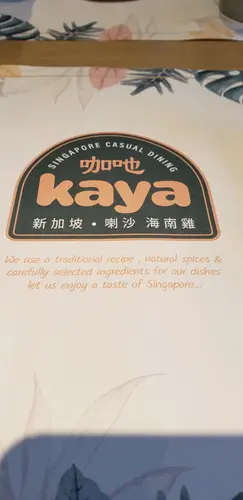 SINGAPORE CASUAL DINING
咖吔
kaya
新加坡・喇沙 海南雞
We use a traditional recipe , natural spices &
carefully selected ingredients for our dishes
let us enjoy a taste of Singapore...